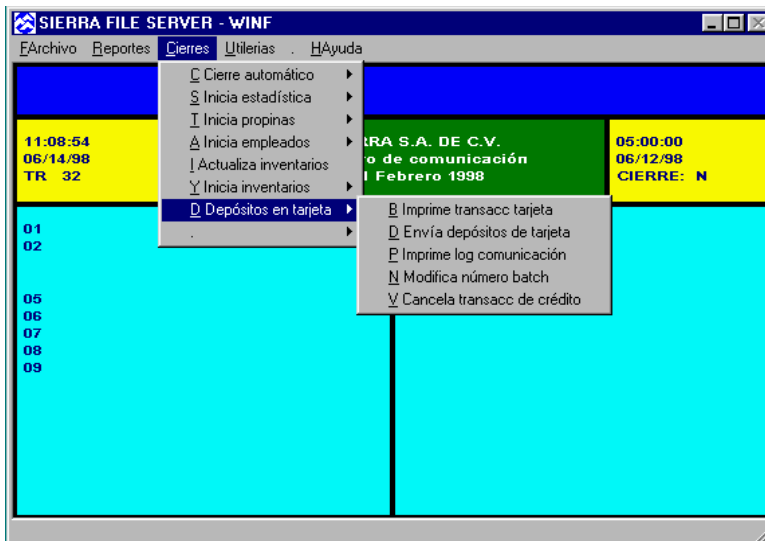 SIERRA FILE SERVER - WINF
FArchivo Reportes Cierres Utilerias . HAyuda
C Cierre automático
S Inicia estadística
T Inicia propinas
A Inicia empleados
I Actualiza inventarios
Y Inicia inventarios
D Depósitos en tarjeta
.
B Imprime transacc tarjeta
D Envía depósitos de tarjeta
P Imprime log comunicación
N Modifica número batch
V Cancela transacc de crédito
11:08:54
06/14/98
TR 32
RA S.A. DE C.V.
o de comunicación
Febrero 1998
05:00:00
06/12/98
CIERRE: N
01
02
05
06
07
08
09